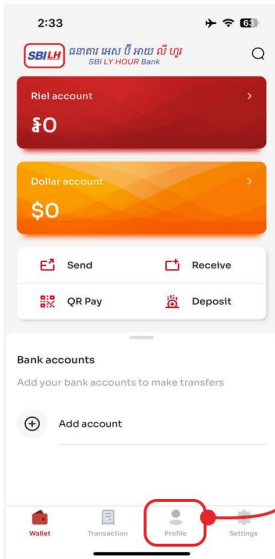 2:33
63
SBI LH ធនាគារ អេស ប៊ី អាយ លី ហួរ
SBI LY HOUR Bank
Riel account
៛0
Dollar account
$0
Send
Receive
QR Pay
Deposit
Bank accounts
Add your bank accounts to make transfers
Add account
Wallet
Transaction
Profile
Settings